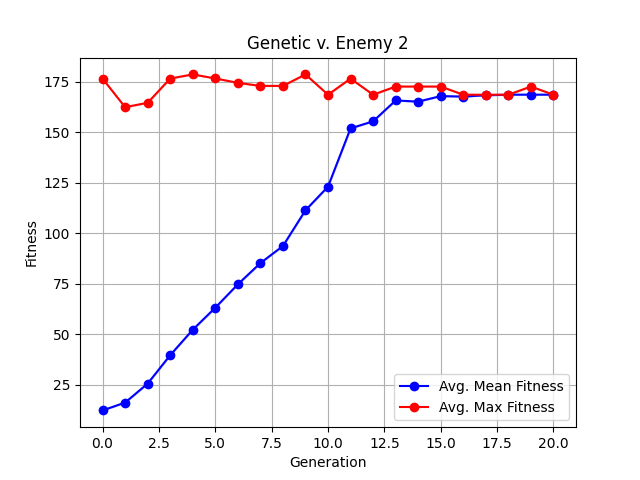 Genetic v. Enemy 2
Fitness
175
150
125
100
75
50
25
0.0 2.5 5.0 7.5 10.0 12.5 15.0 17.5 20.0
Generation
Avg. Mean Fitness
Avg. Max Fitness